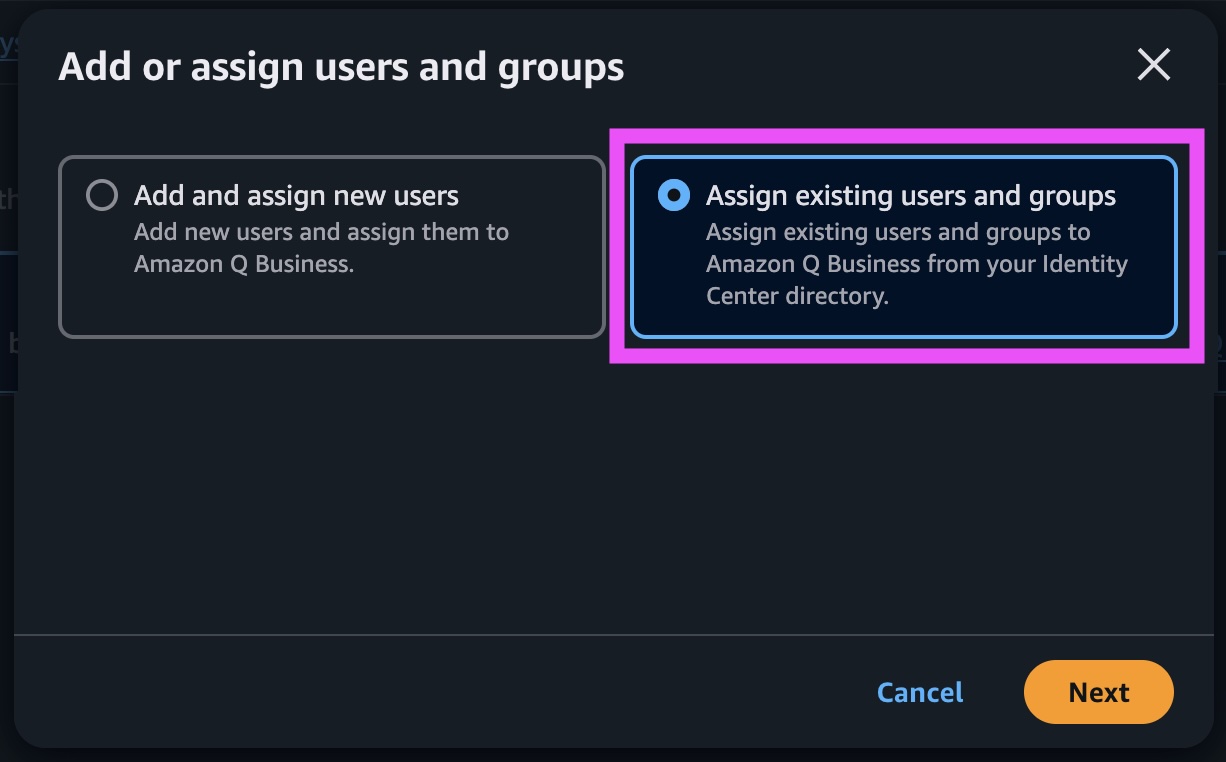 Add or assign users and groups
Add and assign new users
Add new users and assign them to
Amazon Q Business.
Assign existing users and groups
Assign existing users and groups to
Amazon Q Business from your Identity
Center directory.
Cancel
Next